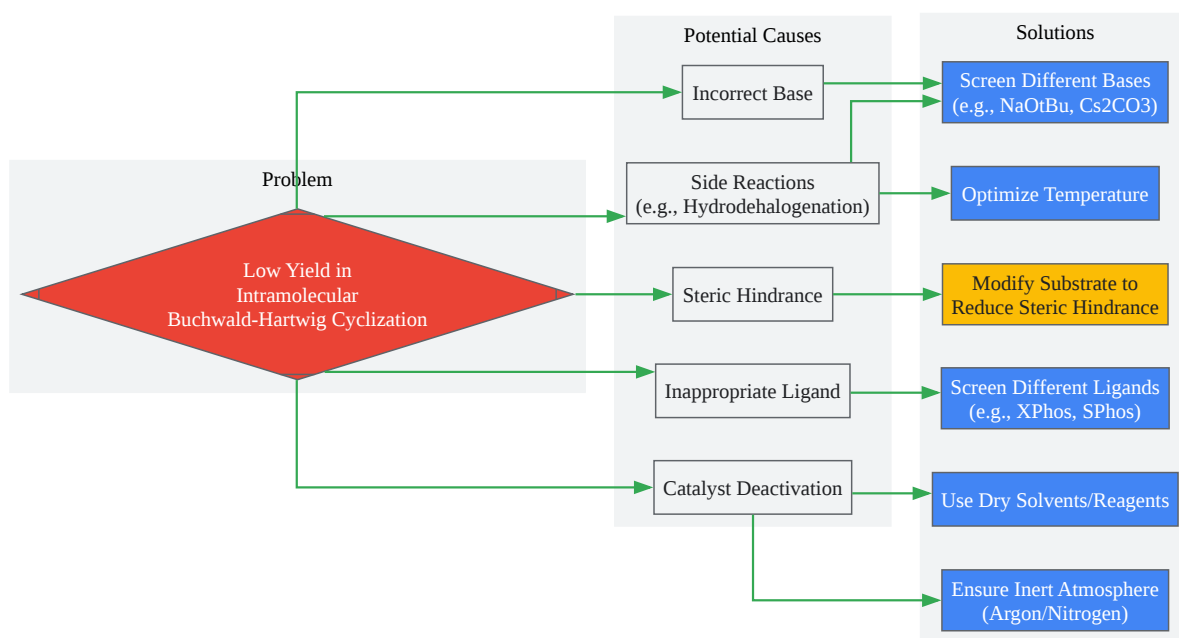 Problem
Low Yield in
Intramolecular
Buchwald-Hartwig Cyclization
Potential Causes
Incorrect Base
Side Reactions
(e.g., Hydrodehalogenation)
Steric Hindrance
Inappropriate Ligand
Catalyst Deactivation
Solutions
Screen Different Bases
(e.g., NaOtBu, Cs2CO3)
Optimize Temperature
Modify Substrate to
Reduce Steric Hindrance
Screen Different Ligands
(e.g., XPhos, SPhos)
Use Dry Solvents/Reagents
Ensure Inert Atmosphere
(Argon/Nitrogen)